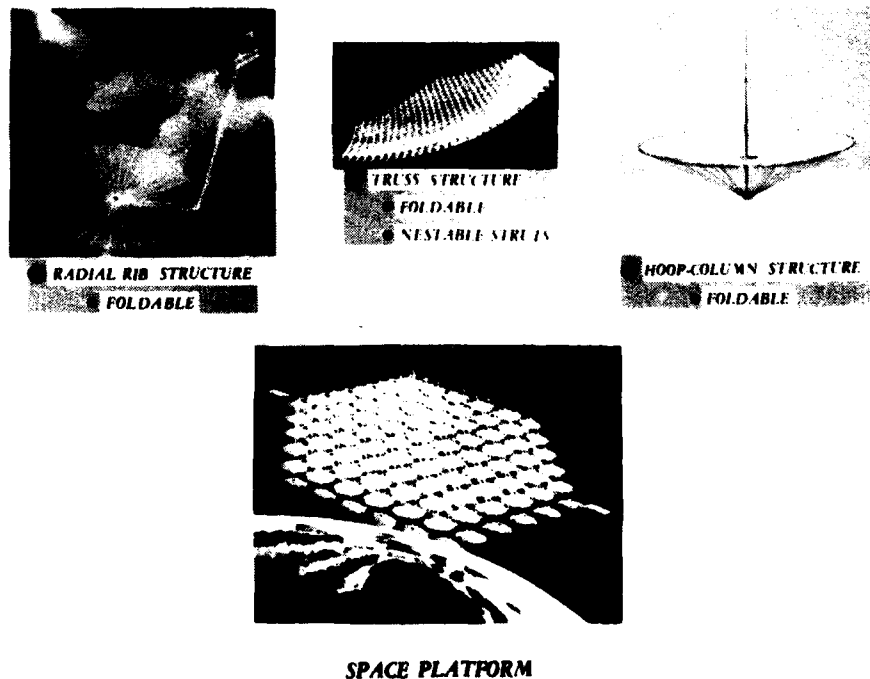 RADIAL RIB STRUCTURE
FOLDABLE
TRUSS STRUCTURE
FOLDABLE
NESTABLE STRUTS
HOOP-COLUMN STRUCTURE
FOLDABLE
SPACE PLATFORM